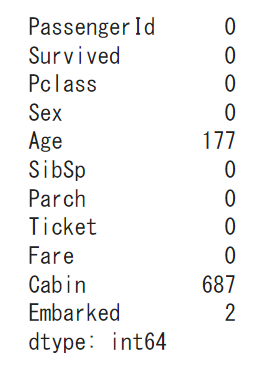 PassengerId 0
Survived 0
Pclass 0
Sex 0
Age 177
SibSp 0
Parch 0
Ticket 0
Fare 0
Cabin 687
Embarked 2
dtype: int64